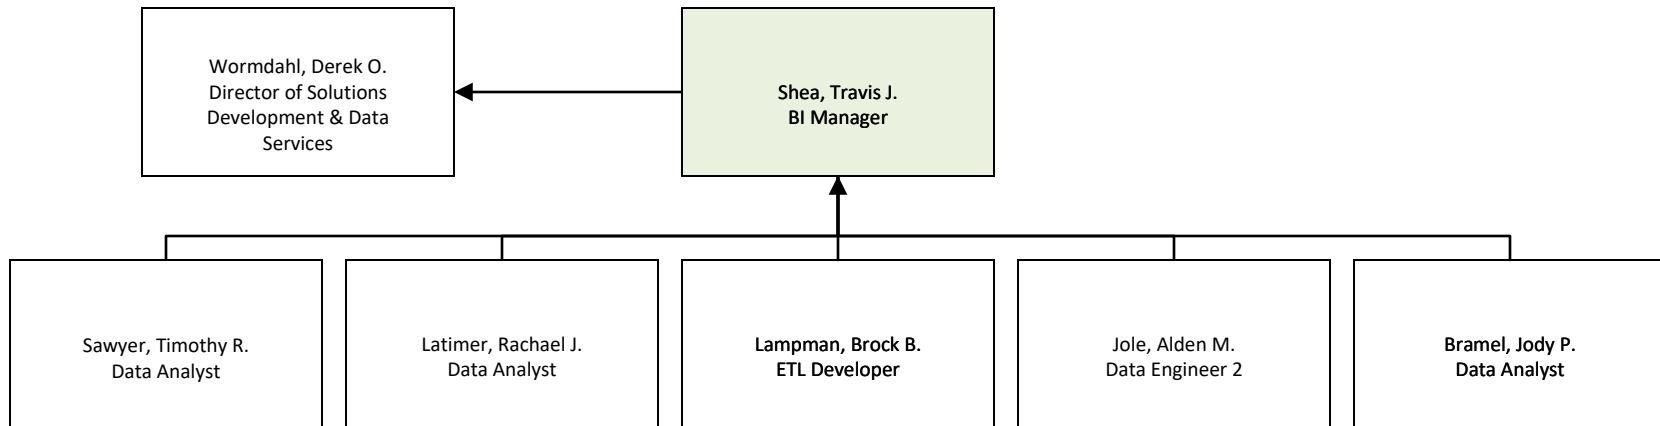 Wormdahl, Derek O.
Director of Solutions
Development & Data
Services
Shea, Travis J.
BI Manager
Sawyer, Timothy R.
Data Analyst
Latimer, Rachael J.
Data Analyst
Lampman, Brock B.
ETL Developer
Jole, Alden M.
Data Engineer 2
Bramel, Jody P.
Data Analyst